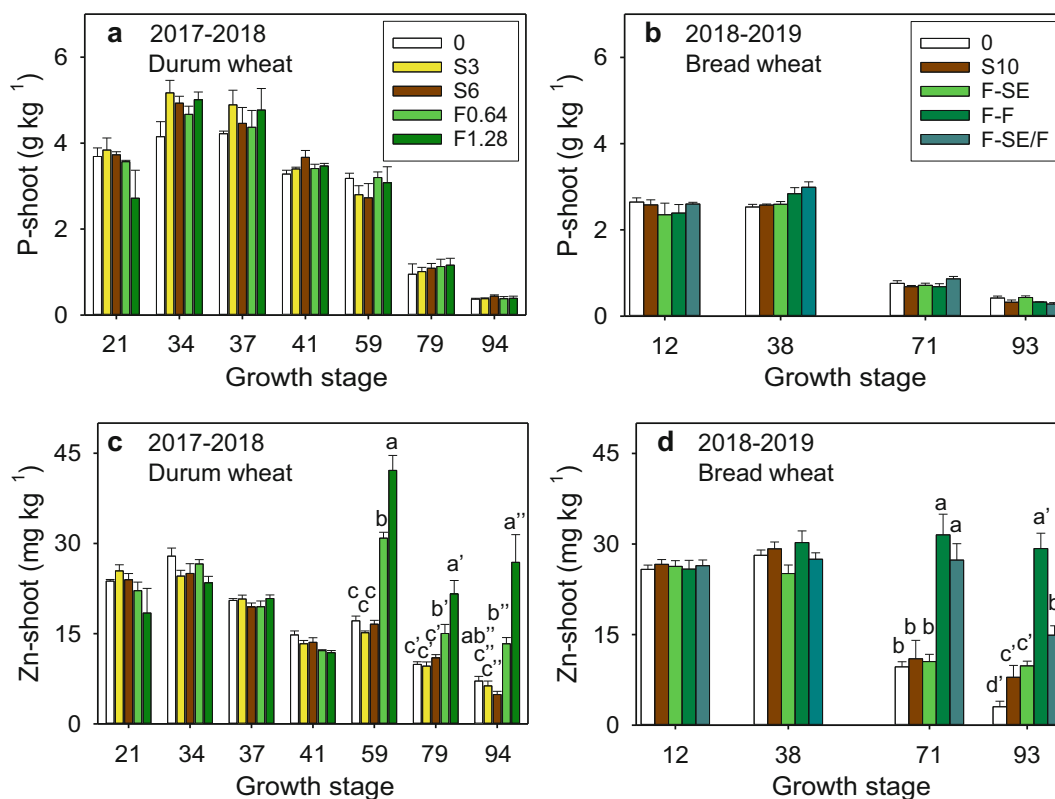 a 2017-2018
Durum wheat
0
S3
S6
F0.64
F1.28
P-shoot (g kg⁻¹)
6
4
2
0
21 34 37 41 59 79 94
Growth stage
b 2018-2019
Bread wheat
0
S10
F-SE
F-F
F-SE/F
P-shoot (g kg⁻¹)
6
4
2
0
12 38 71 93
Growth stage
c 2017-2018
Durum wheat
Zn-shoot (mg kg⁻¹)
45
30
15
0
c c c b a
c' c' c' b' a'
ab'' c'' c'' b'' a''
21 34 37 41 59 79 94
Growth stage
d 2018-2019
Bread wheat
Zn-shoot (mg kg⁻¹)
45
30
15
0
b b b a a
d' c' c' a' b
12 38 71 93
Growth stage